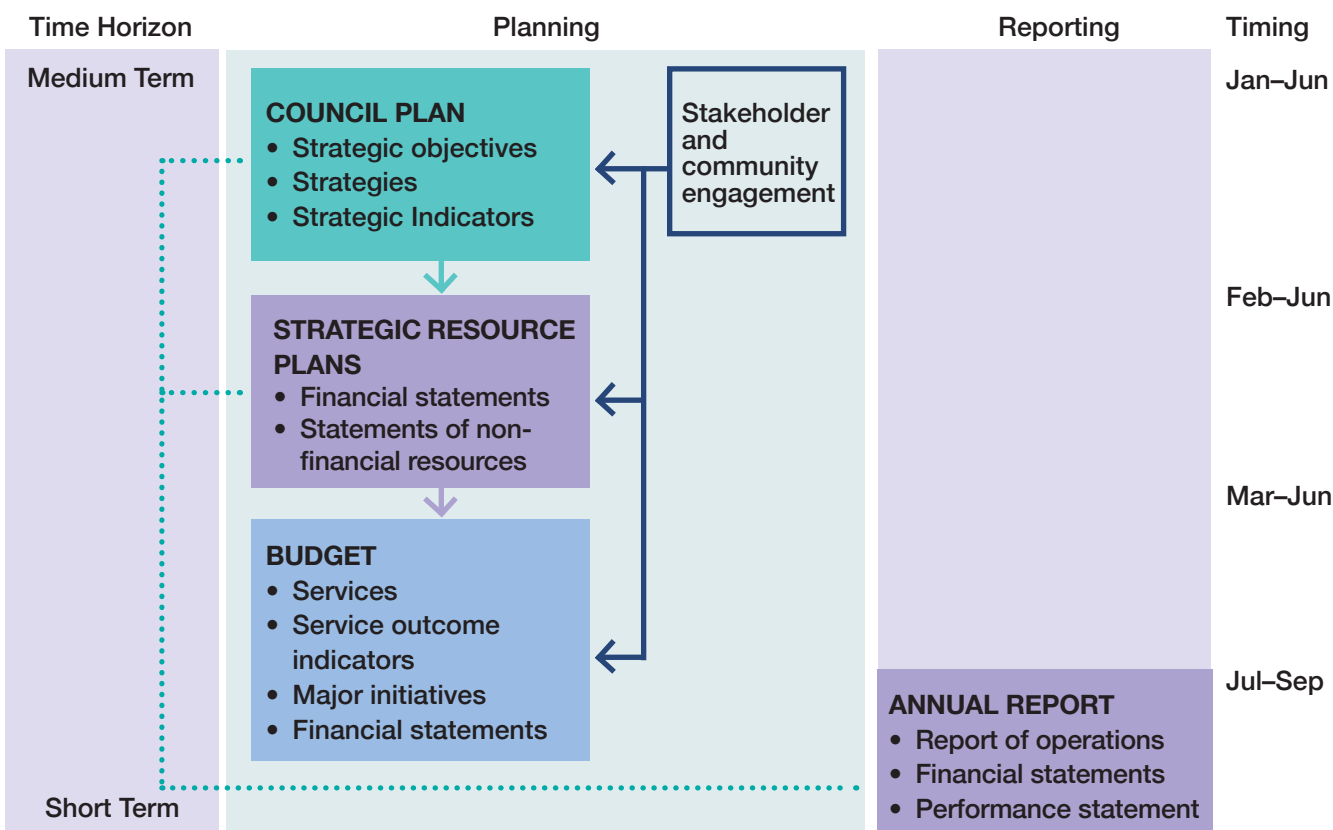 Time Horizon
Planning
Reporting
Timing
Medium Term
Short Term
COUNCIL PLAN
• Strategic objectives
• Strategies
• Strategic Indicators
Stakeholder
and
community
engagement
STRATEGIC RESOURCE
PLANS
• Financial statements
• Statements of non-
financial resources
BUDGET
• Services
• Service outcome
indicators
• Major initiatives
• Financial statements
ANNUAL REPORT
• Report of operations
• Financial statements
• Performance statement
Jan–Jun
Feb–Jun
Mar–Jun
Jul–Sep